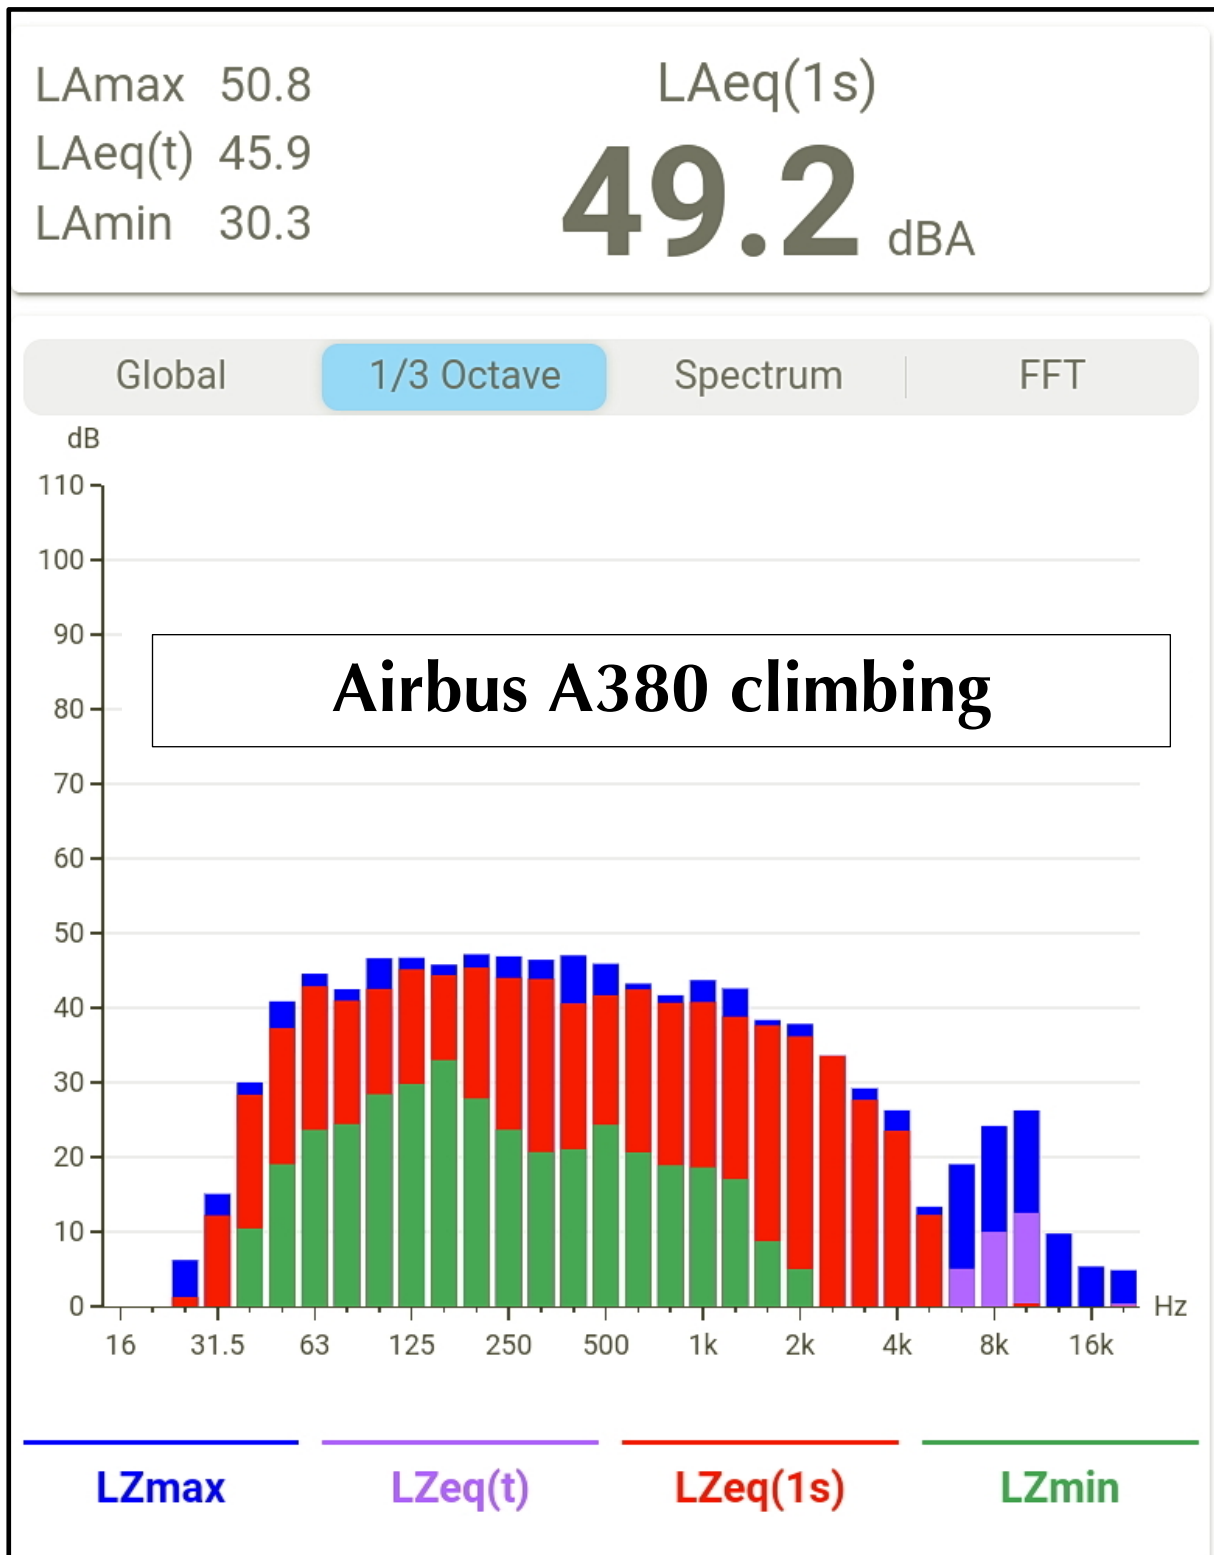 LAmax 50.8
LAeq(t) 45.9
LAmin 30.3
LAeq(1s)
49.2 dBA
Global 1/3 Octave Spectrum FFT
dB
110
100
90
80
70
60
50
40
30
20
10
0
Airbus A380 climbing
Hz
16 31.5 63 125 250 500 1k 2k 4k 8k 16k
LZmax LZeq(t) LZeq(1s) LZmin